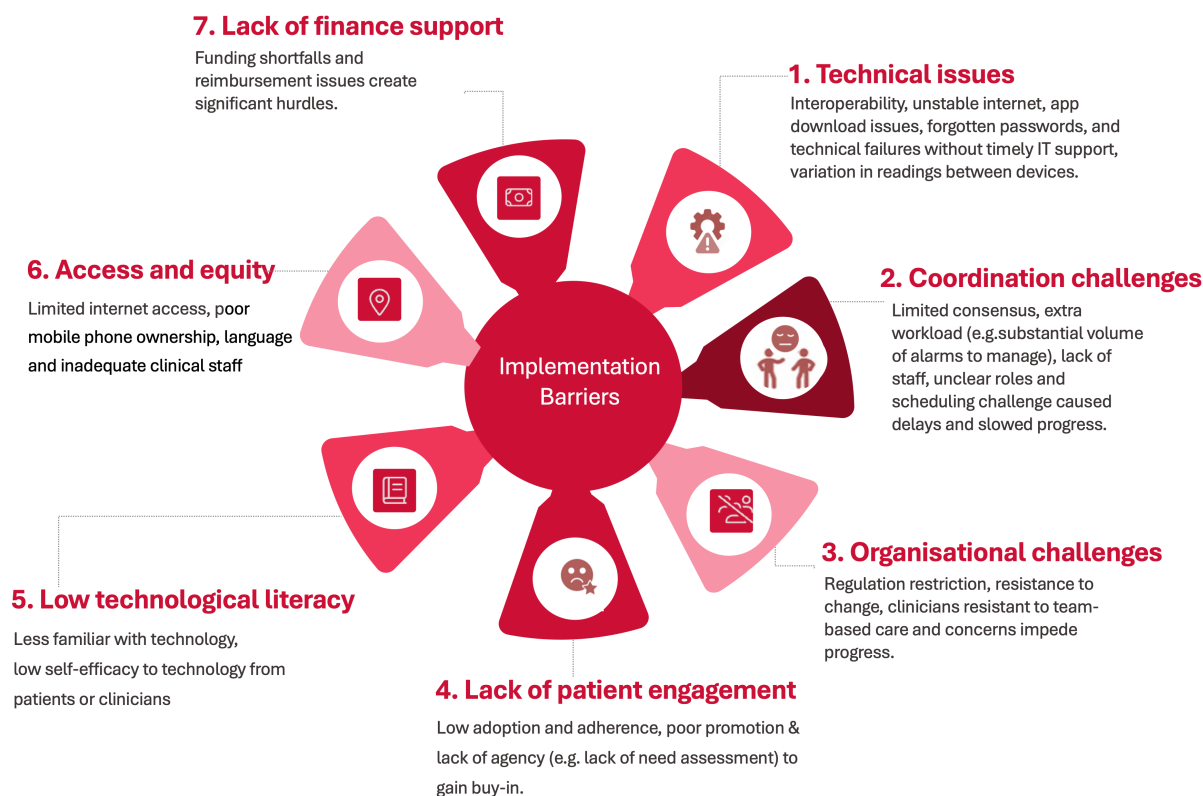 7. Lack of finance support
Funding shortfalls and
reimbursement issues create
significant hurdles.
1. Technical issues
Interoperability, unstable internet, app
download issues, forgotten passwords, and
technical failures without timely IT support,
variation in readings between devices.
6. Access and equity
Limited internet access, poor
mobile phone ownership, language
and inadequate clinical staff
2. Coordination challenges
Limited consensus, extra
workload (e.g.substantial volume
of alarms to manage), lack of
staff, unclear roles and
scheduling challenge caused
delays and slowed progress.
Implementation
Barriers
3. Organisational challenges
Regulation restriction, resistance to
change, clinicians resistant to team-
based care and concerns impede
progress.
5. Low technological literacy
Less familiar with technology,
low self-efficacy to technology from
patients or clinicians
4. Lack of patient engagement
Low adoption and adherence, poor promotion &
lack of agency (e.g. lack of need assessment) to
gain buy-in.